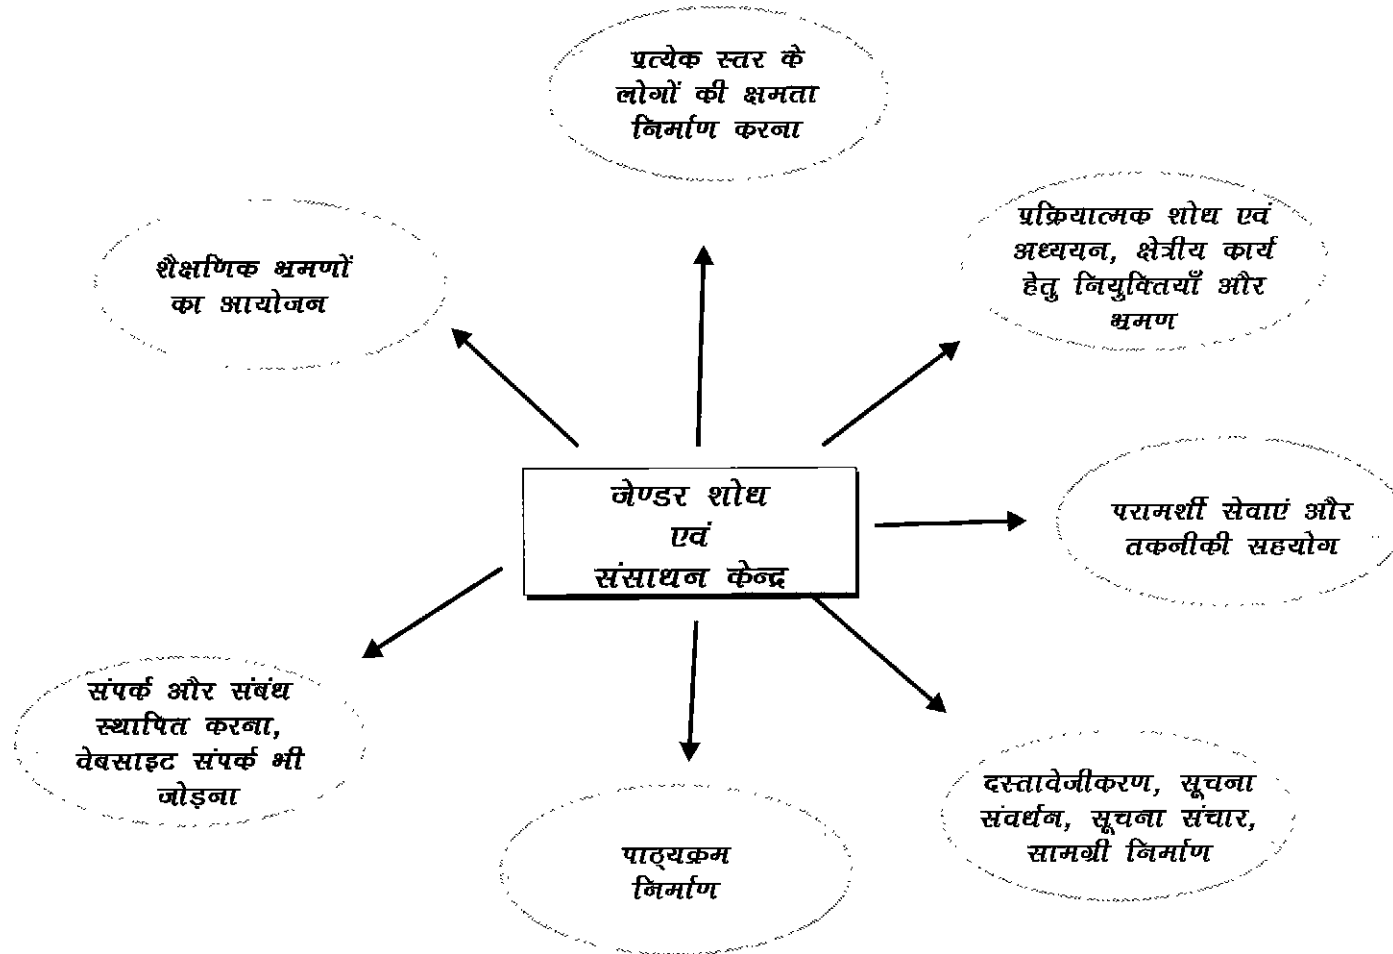 प्रत्येक स्तर के
लोगों की क्षमता
निर्माण करना
प्रक्रियात्मक शोध एवं
अध्ययन, क्षेत्रीय कार्य
हेतु नियुक्तियाँ और
भ्रमण
शैक्षणिक भ्रमणों
का आयोजन
जेण्डर शोध
एवं
संसाधन केन्द्र
परामर्शी सेवाएं और
तकनीकी सहयोग
संपर्क और संबंध
स्थापित करना,
वेबसाइट संपर्क भी
जोड़ना
दस्तावेजीकरण, सूचना
संवर्धन, सूचना संचार,
सामग्री निर्माण
पाठ्यक्रम
निर्माण